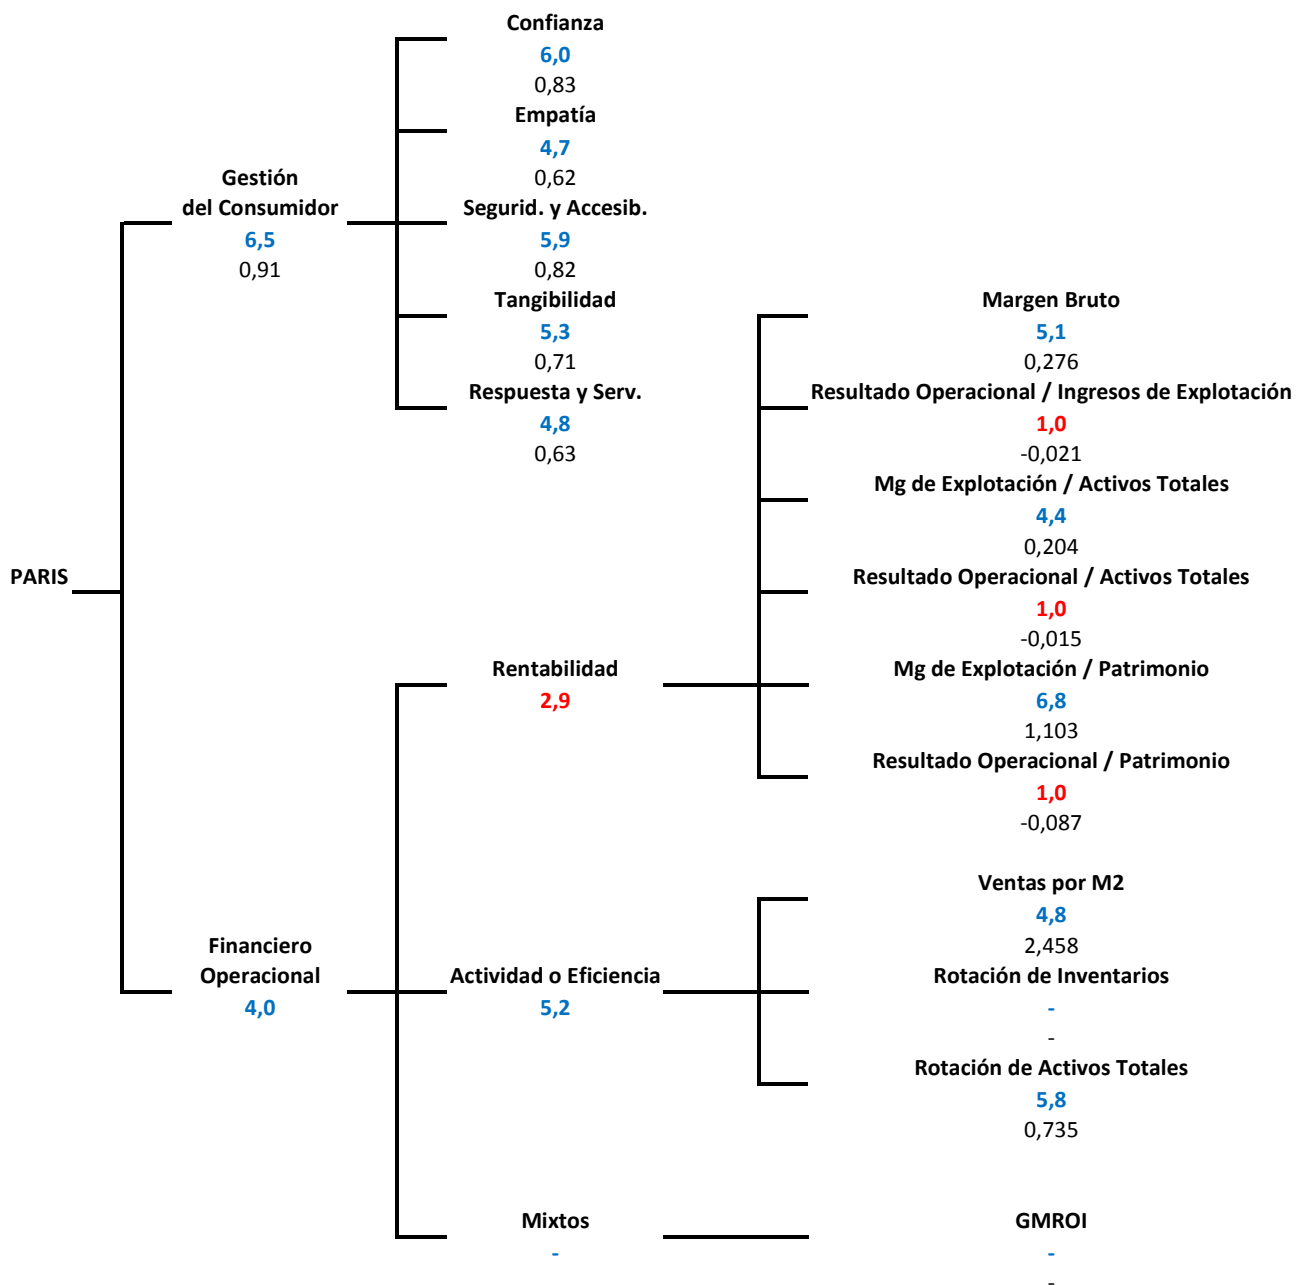 PARIS
Gestión
del Consumidor
6,5
0,91
Confianza
6,0
0,83
Empatía
4,7
0,62
Segurid. y Accesib.
5,9
0,82
Tangibilidad
5,3
0,71
Respuesta y Serv.
4,8
0,63
Financiero
Operacional
4,0
Rentabilidad
2,9
Margen Bruto
5,1
0,276
Resultado Operacional / Ingresos de Explotación
1,0
-0,021
Mg de Explotación / Activos Totales
4,4
0,204
Resultado Operacional / Activos Totales
1,0
-0,015
Mg de Explotación / Patrimonio
6,8
1,103
Resultado Operacional / Patrimonio
1,0
-0,087
Actividad o Eficiencia
5,2
Ventas por M2
4,8
2,458
Rotación de Inventarios
-
-
Rotación de Activos Totales
5,8
0,735
Mixtos
-
GMROI
-
-